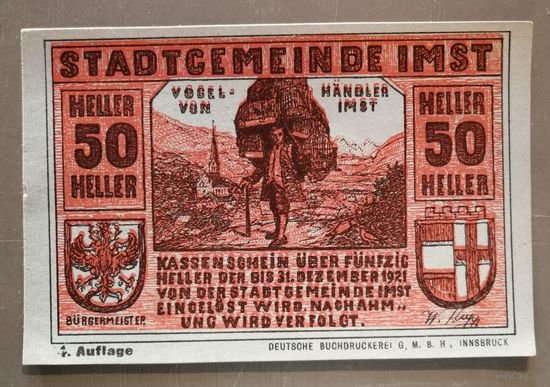 STADTGEMEINDE IMST
VOGEL- HÄNDLER
VON IMST
HELLER
50
HELLER
HELLER
50
HELLER
KASSENSCHEIN ÜBER FÜNFZIG
HELLER DER BIS 31. DEZEMBER 1921
VON DER STADTGEMEINDE IMST
EINGELÖST WIRD. NACHAHM„
UNG WIRD VERFOLGT.
BÜRGERMEISTER
1. Auflage
DEUTSCHE BUCHDRUCKEREI G. M. B. H., INNSBRUCK